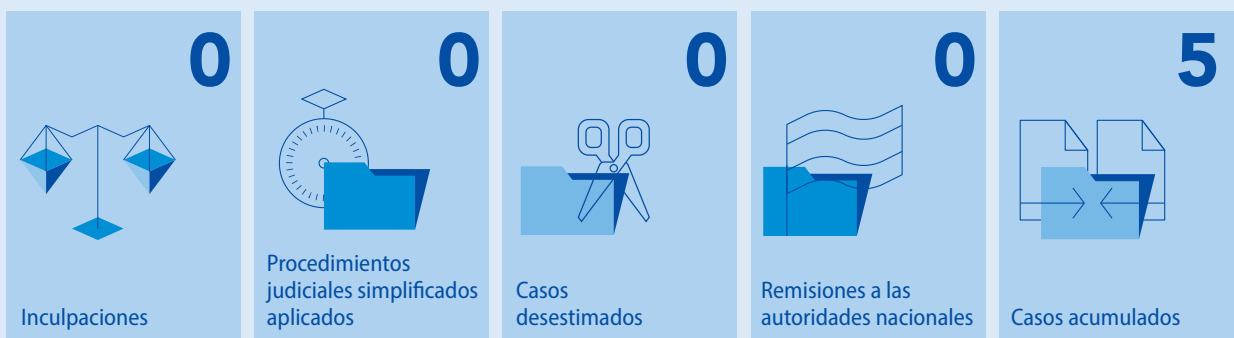 0
Inculpaciones
0
Procedimientos
judiciales simplificados
aplicados
0
Casos
desestimados
0
Remisiones a las
autoridades nacionales
5
Casos acumulados